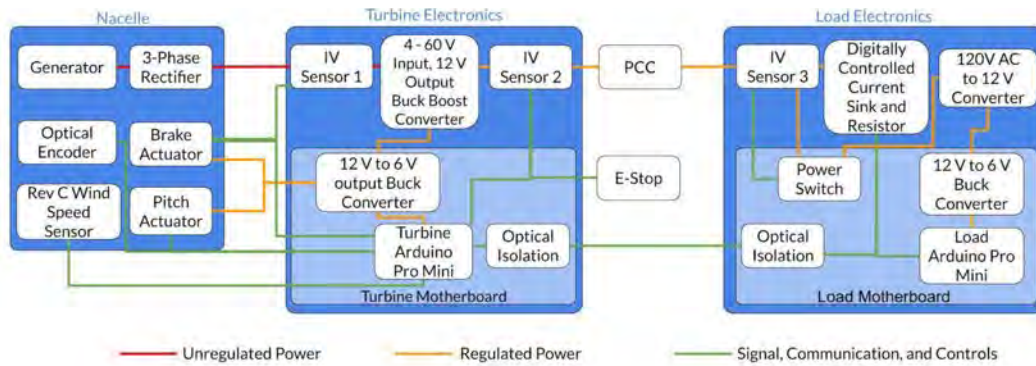 Nacelle
Generator
3-Phase
Rectifier
Optical
Encoder
Brake
Actuator
Rev C Wind
Speed
Sensor
Pitch
Actuator
Turbine Electronics
IV
Sensor 1
4 - 60 V
Input, 12 V
Output
Buck Boost
Converter
IV
Sensor 2
12 V to 6 V
output Buck
Converter
Turbine
Arduino
Pro Mini
Optical
Isolation
Turbine Motherboard
PCC
E-Stop
Load Electronics
IV
Sensor 3
Digitally
Controlled
Current
Sink and
Resistor
120V AC
to 12 V
Converter
Power
Switch
12 V to 6 V
Buck
Converter
Optical
Isolation
Load
Arduino Pro
Mini
Load Motherboard
Unregulated Power
Regulated Power
Signal, Communication, and Controls